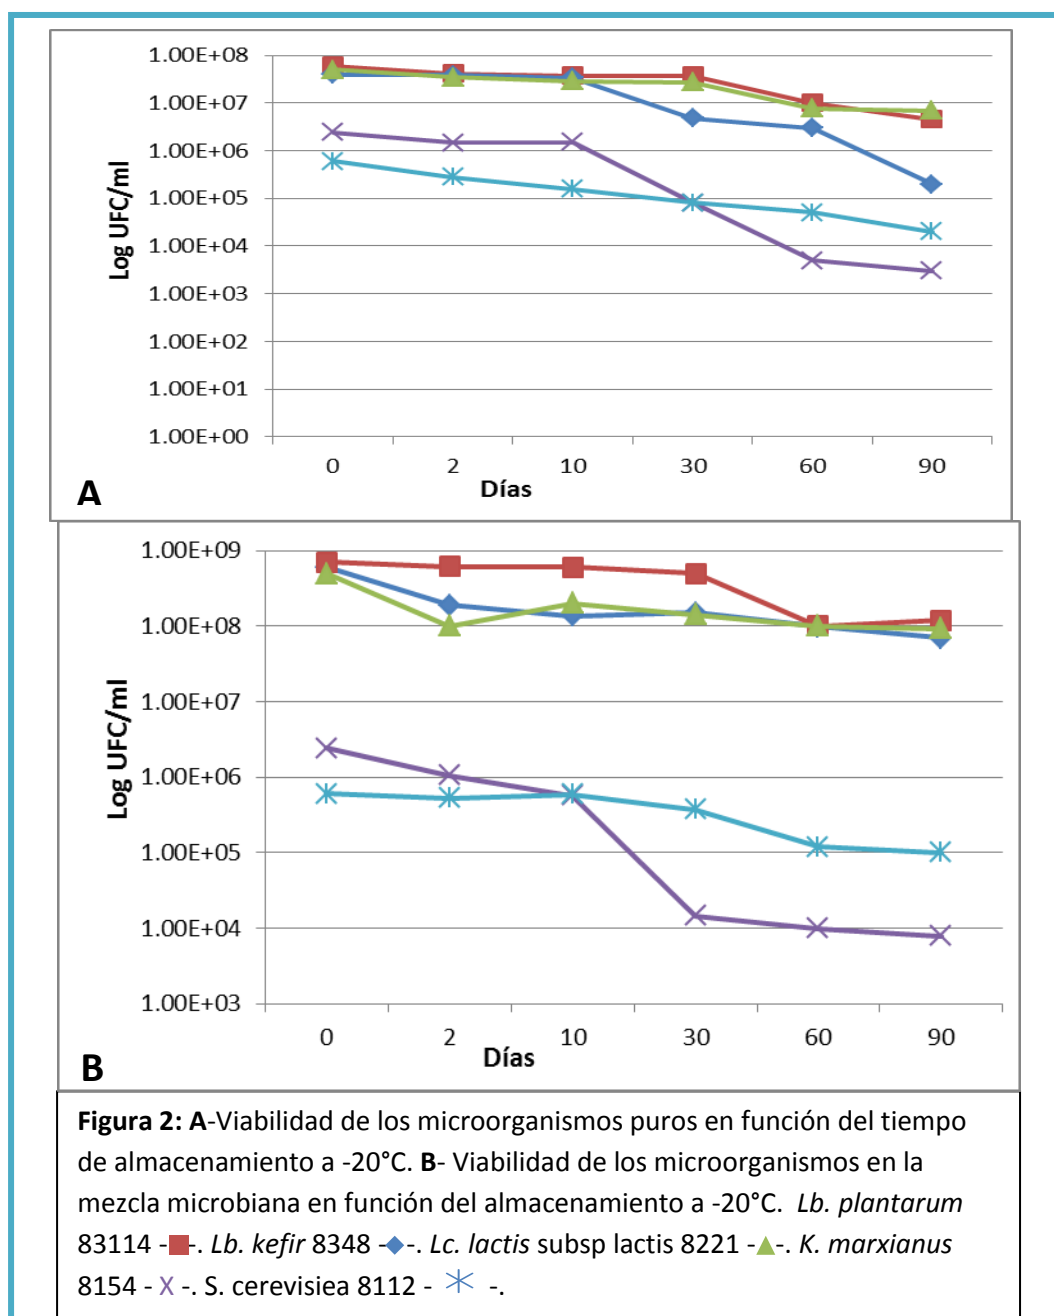 1.00E+08
1.00E+07
1.00E+06
1.00E+05
1.00E+04
1.00E+03
1.00E+02
1.00E+01
1.00E+00
Log UFC/ml
0 2 10 30 60 90
Días
A
1.00E+09
1.00E+08
1.00E+07
1.00E+06
1.00E+05
1.00E+04
1.00E+03
Log UFC/ml
0 2 10 30 60 90
Días
B
Figura 2: A-Viabilidad de los microorganismos puros en función del tiempo
de almacenamiento a -20°C. B- Viabilidad de los microorganismos en la
mezcla microbiana en función del almacenamiento a -20°C. Lb. plantarum
83114 -■-. Lb. kefir 8348 -◆-. Lc. lactis subsp lactis 8221 -▲-. K. marxianus
8154 - X -. S. cerevisiea 8112 - * -.